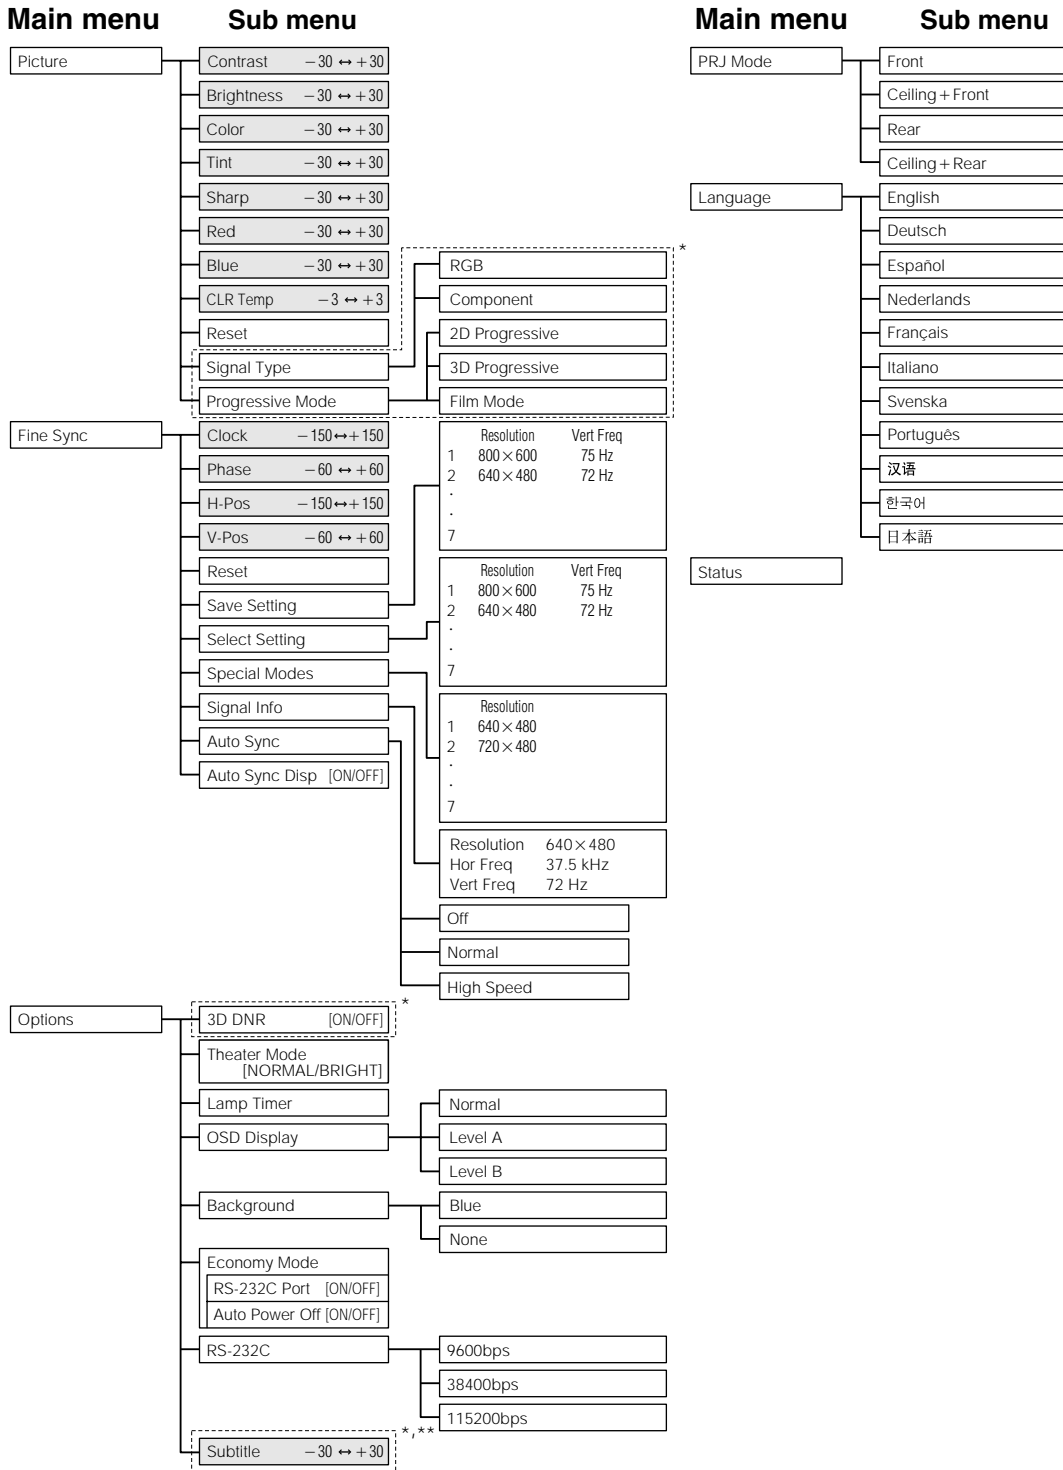 Main menu Sub menu
Picture
Contrast −30 ↔ +30
Brightness −30 ↔ +30
Color −30 ↔ +30
Tint −30 ↔ +30
Sharp −30 ↔ +30
Red −30 ↔ +30
Blue −30 ↔ +30
CLR Temp −3 ↔ +3
Reset
Signal Type
Progressive Mode
*
RGB
Component
2D Progressive
3D Progressive
Film Mode
Fine Sync
Clock −150↔+150
Phase −60 ↔ +60
H-Pos −150↔+150
V-Pos −60 ↔ +60
Reset
Save Setting
Select Setting
Special Modes
Signal Info
Auto Sync
Auto Sync Disp [ON/OFF]
Resolution Vert Freq
1 800×600 75 Hz
2 640×480 72 Hz
·
·
7
Resolution Vert Freq
1 800×600 75 Hz
2 640×480 72 Hz
·
·
7
Resolution
1 640×480
2 720×480
·
·
7
Resolution 640×480
Hor Freq 37.5 kHz
Vert Freq 72 Hz
Off
Normal
High Speed
Options
3D DNR [ON/OFF]
*
Theater Mode
[NORMAL/BRIGHT]
Lamp Timer
OSD Display
Normal
Level A
Level B
Background
Blue
None
Economy Mode
RS-232C Port [ON/OFF]
Auto Power Off [ON/OFF]
RS-232C
9600bps
38400bps
115200bps
*,**
Subtitle −30 ↔ +30
Main menu Sub menu
PRJ Mode
Front
Ceiling+Front
Rear
Ceiling+Rear
Language
English
Deutsch
Español
Nederlands
Français
Italiano
Svenska
Português
汉语
한국어
日本語
Status